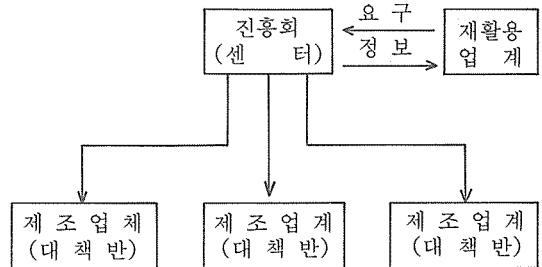 진흥회
(센 터)
요 구
정 보
재활용
업 계
제 조 업 체
(대 책 반)
제 조 업 계
(대 책 반)
제 조 업 계
(대 책 반)